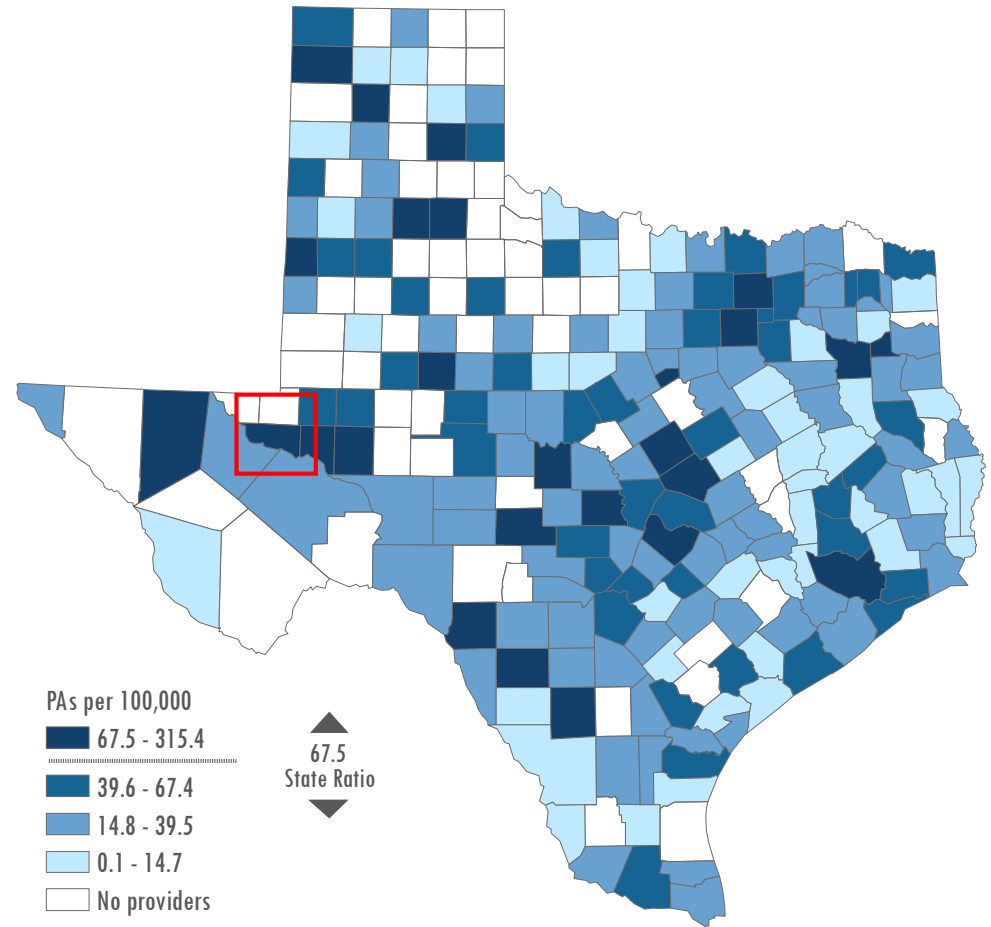 PAs per 100,000
67.5 - 315.4
39.6 - 67.4
14.8 - 39.5
0.1 - 14.7
No providers
67.5
State Ratio